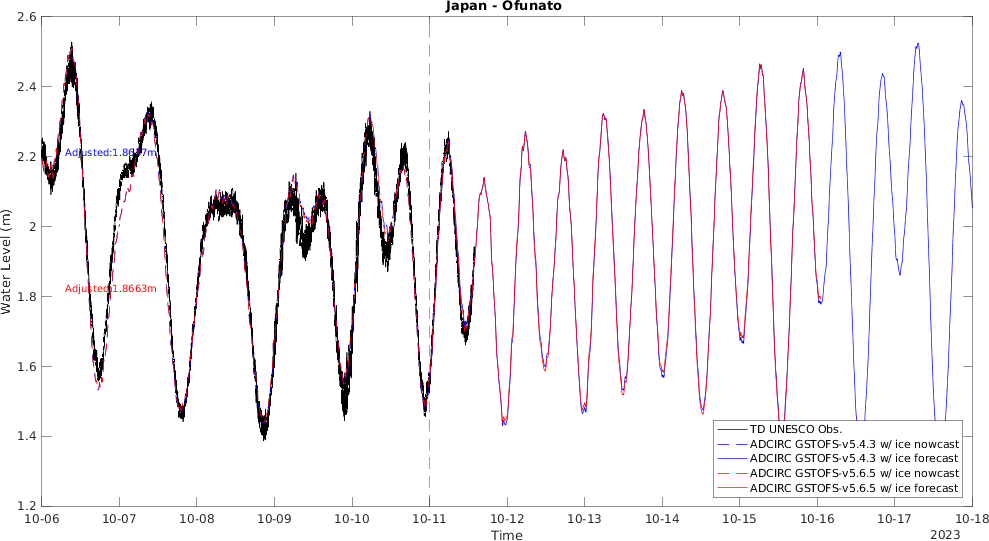 Japan - Ofunato
2.6
2.4
2.2
2
1.8
1.6
1.4
1.2
Water Level (m)
Adjusted:1.8663m
TD UNESCO Obs.
ADCIRC GSTOFS-v5.4.3 w/ ice nowcast
ADCIRC GSTOFS-v5.4.3 w/ ice forecast
ADCIRC GSTOFS-v5.6.5 w/ ice nowcast
ADCIRC GSTOFS-v5.6.5 w/ ice forecast
10-06 10-07 10-08 10-09 10-10 10-11 10-12 10-13 10-14 10-15 10-16 10-17 10-18
Time
2023